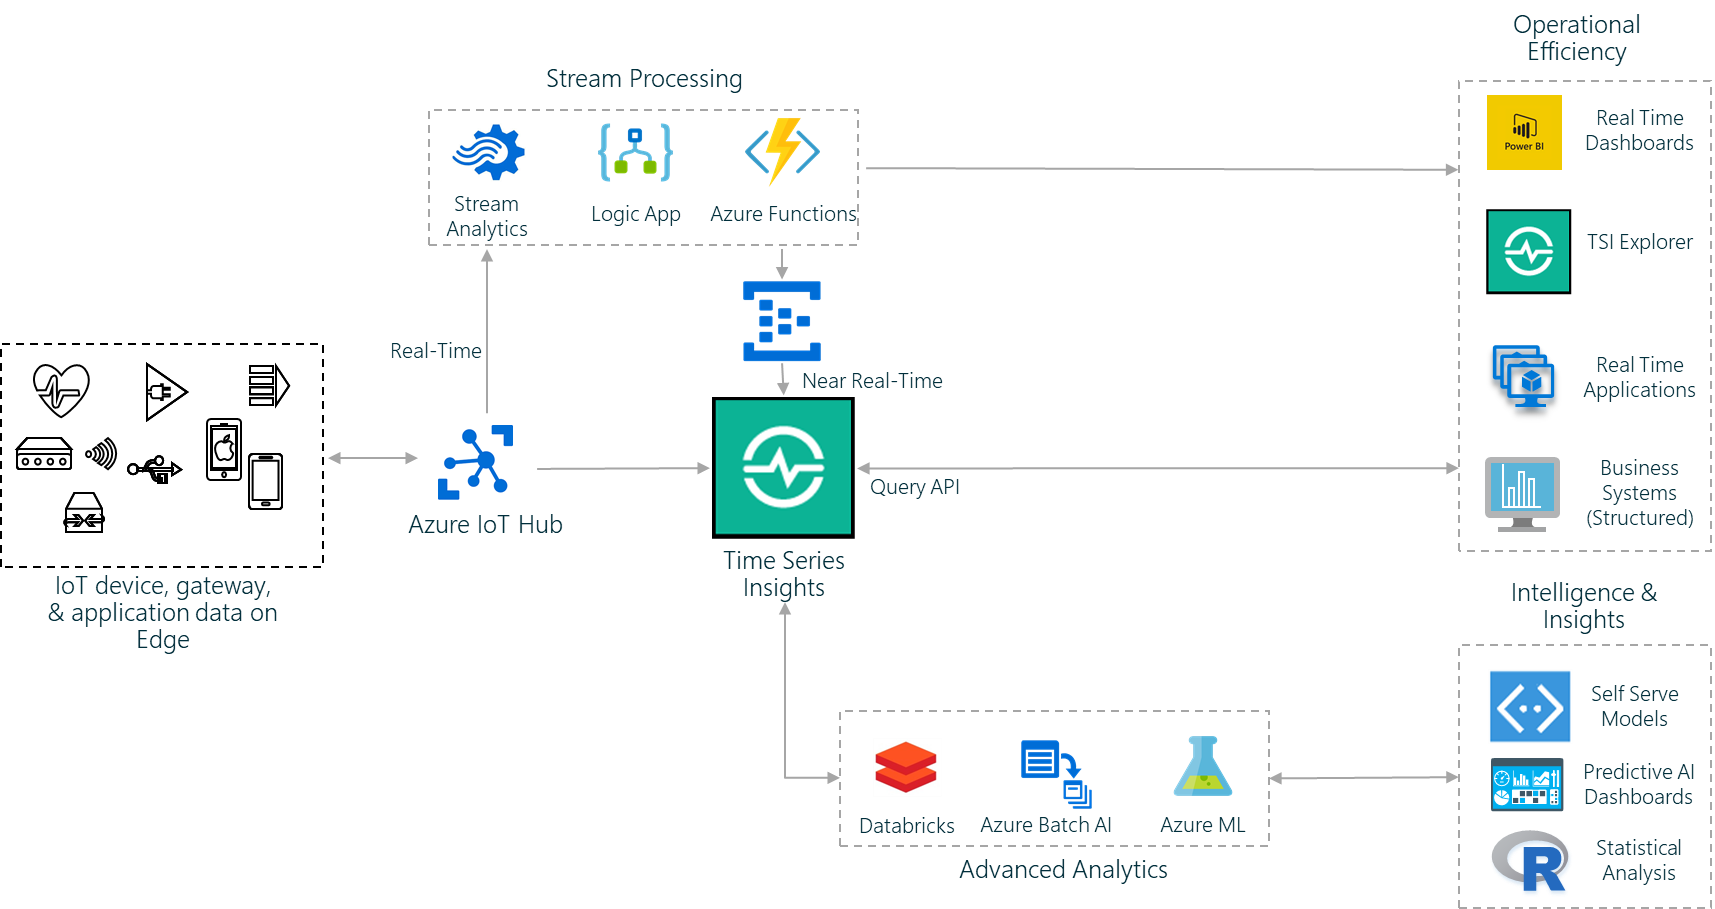 Operational
Efficiency
Stream Processing
Stream
Analytics
Logic App
Azure Functions
Power BI
Real Time
Dashboards
TSI Explorer
Real Time
Applications
Business
Systems
(Structured)
Real-Time
Near Real-Time
Query API
Azure IoT Hub
Time Series
Insights
IoT device, gateway,
& application data on
Edge
Intelligence &
Insights
Self Serve
Models
Predictive AI
Dashboards
R
Statistical
Analysis
Databricks
Azure Batch AI
Azure ML
Advanced Analytics